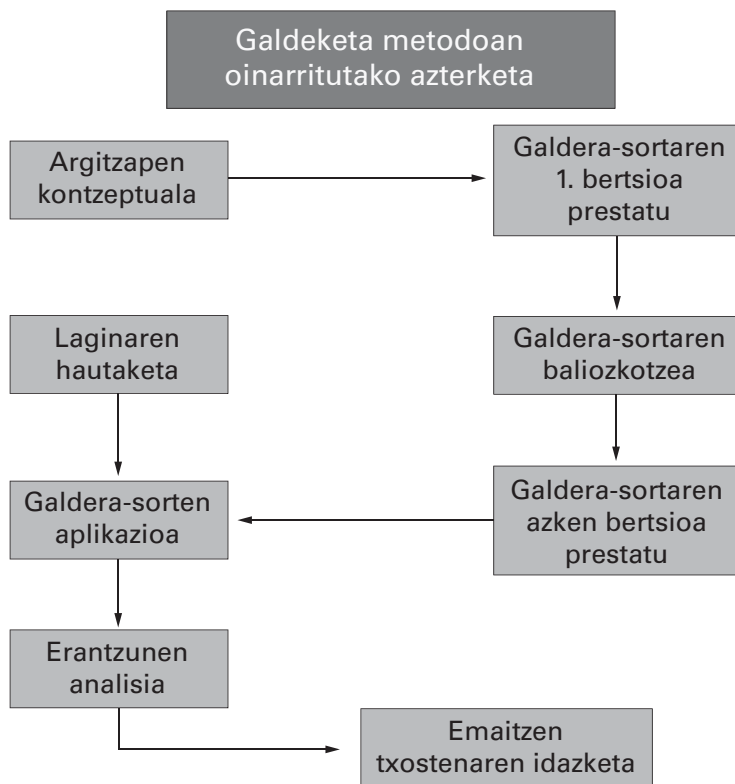 Galdeketa metodoan
oinarritutako azterketa
Argitzapen
kontzeptuala
Galdera-sortaren
1. bertsioa
prestatu
Laginaren
hautaketa
Galdera-sortaren
baliozkotzea
Galdera-sorten
aplikazioa
Galdera-sortaren
azken bertsioa
prestatu
Erantzunen
analisia
Emaitzen
txostenaren idazketa